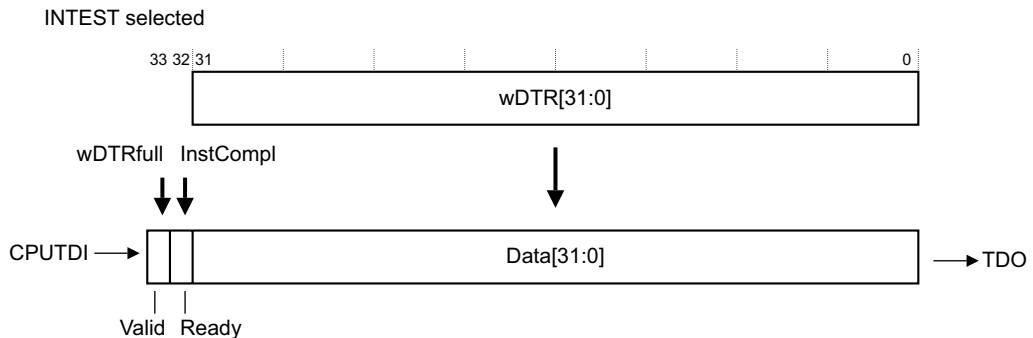 INTEST selected
33 32 31 0
wDTR[31:0]
wDTRfull InstCompl
CPUTDI Data[31:0] TDO
Valid Ready